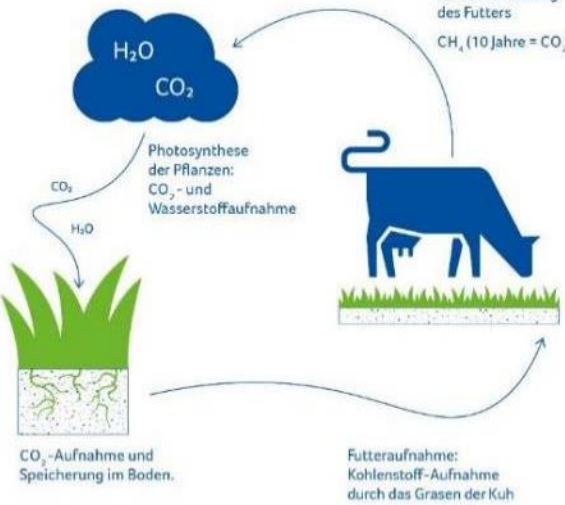 des Futters
CH₄ (10 Jahre = CO₂
H₂O
CO₂
Photosynthese
der Pflanzen:
CO₂- und
Wasserstoffaufnahme
CO₂
H₂O
CO₂-Aufnahme und
Speicherung im Boden.
Futteraufnahme:
Kohlenstoff-Aufnahme
durch das Grasen der Kuh